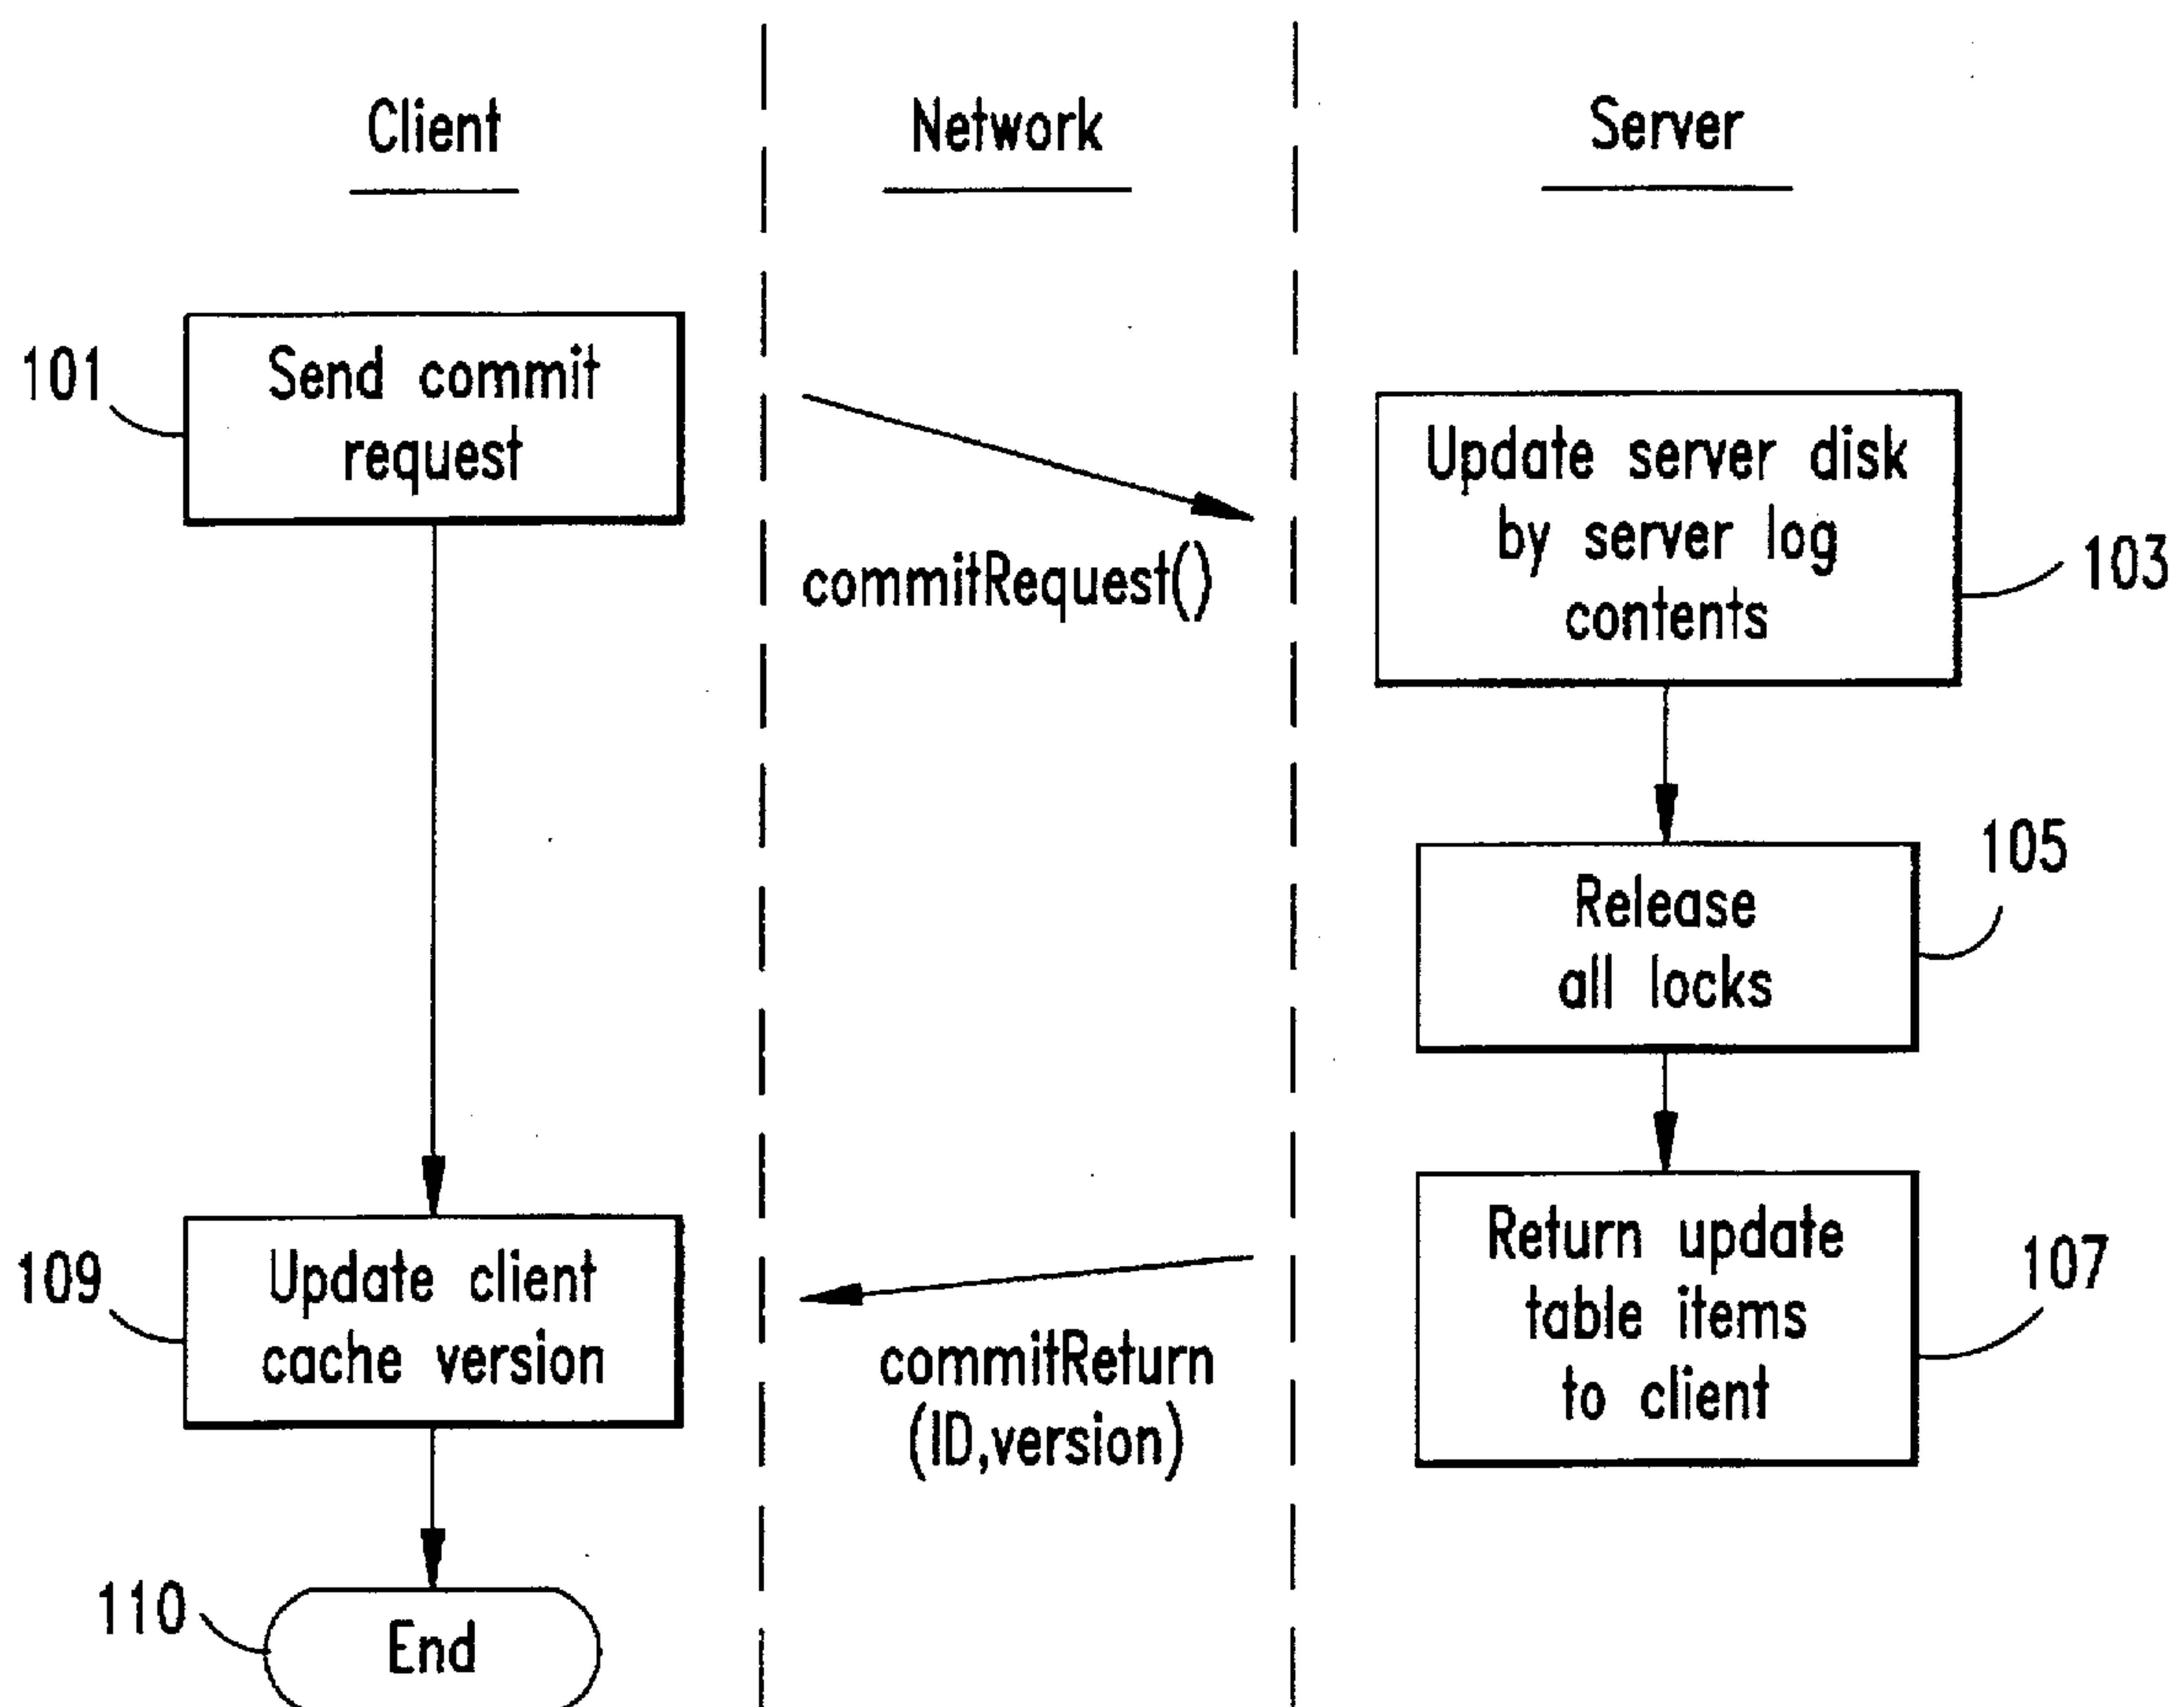 Client
Network
Server
101
Send commit
request
commitRequest()
Update server disk
by server log
contents
103
Release
all locks
105
Return update
table items
to client
107
commitReturn
(ID,version)
109
Update client
cache version
110
End